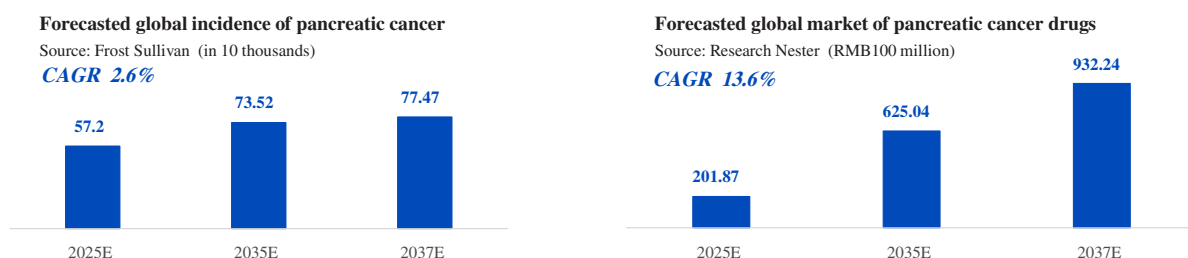 Forecasted global incidence of pancreatic cancer
Source: Frost Sullivan (in 10 thousands)
CAGR 2.6%
57.2
73.52
77.47
2025E
2035E
2037E
Forecasted global market of pancreatic cancer drugs
Source: Research Nester (RMB100 million)
CAGR 13.6%
201.87
625.04
932.24
2025E
2035E
2037E